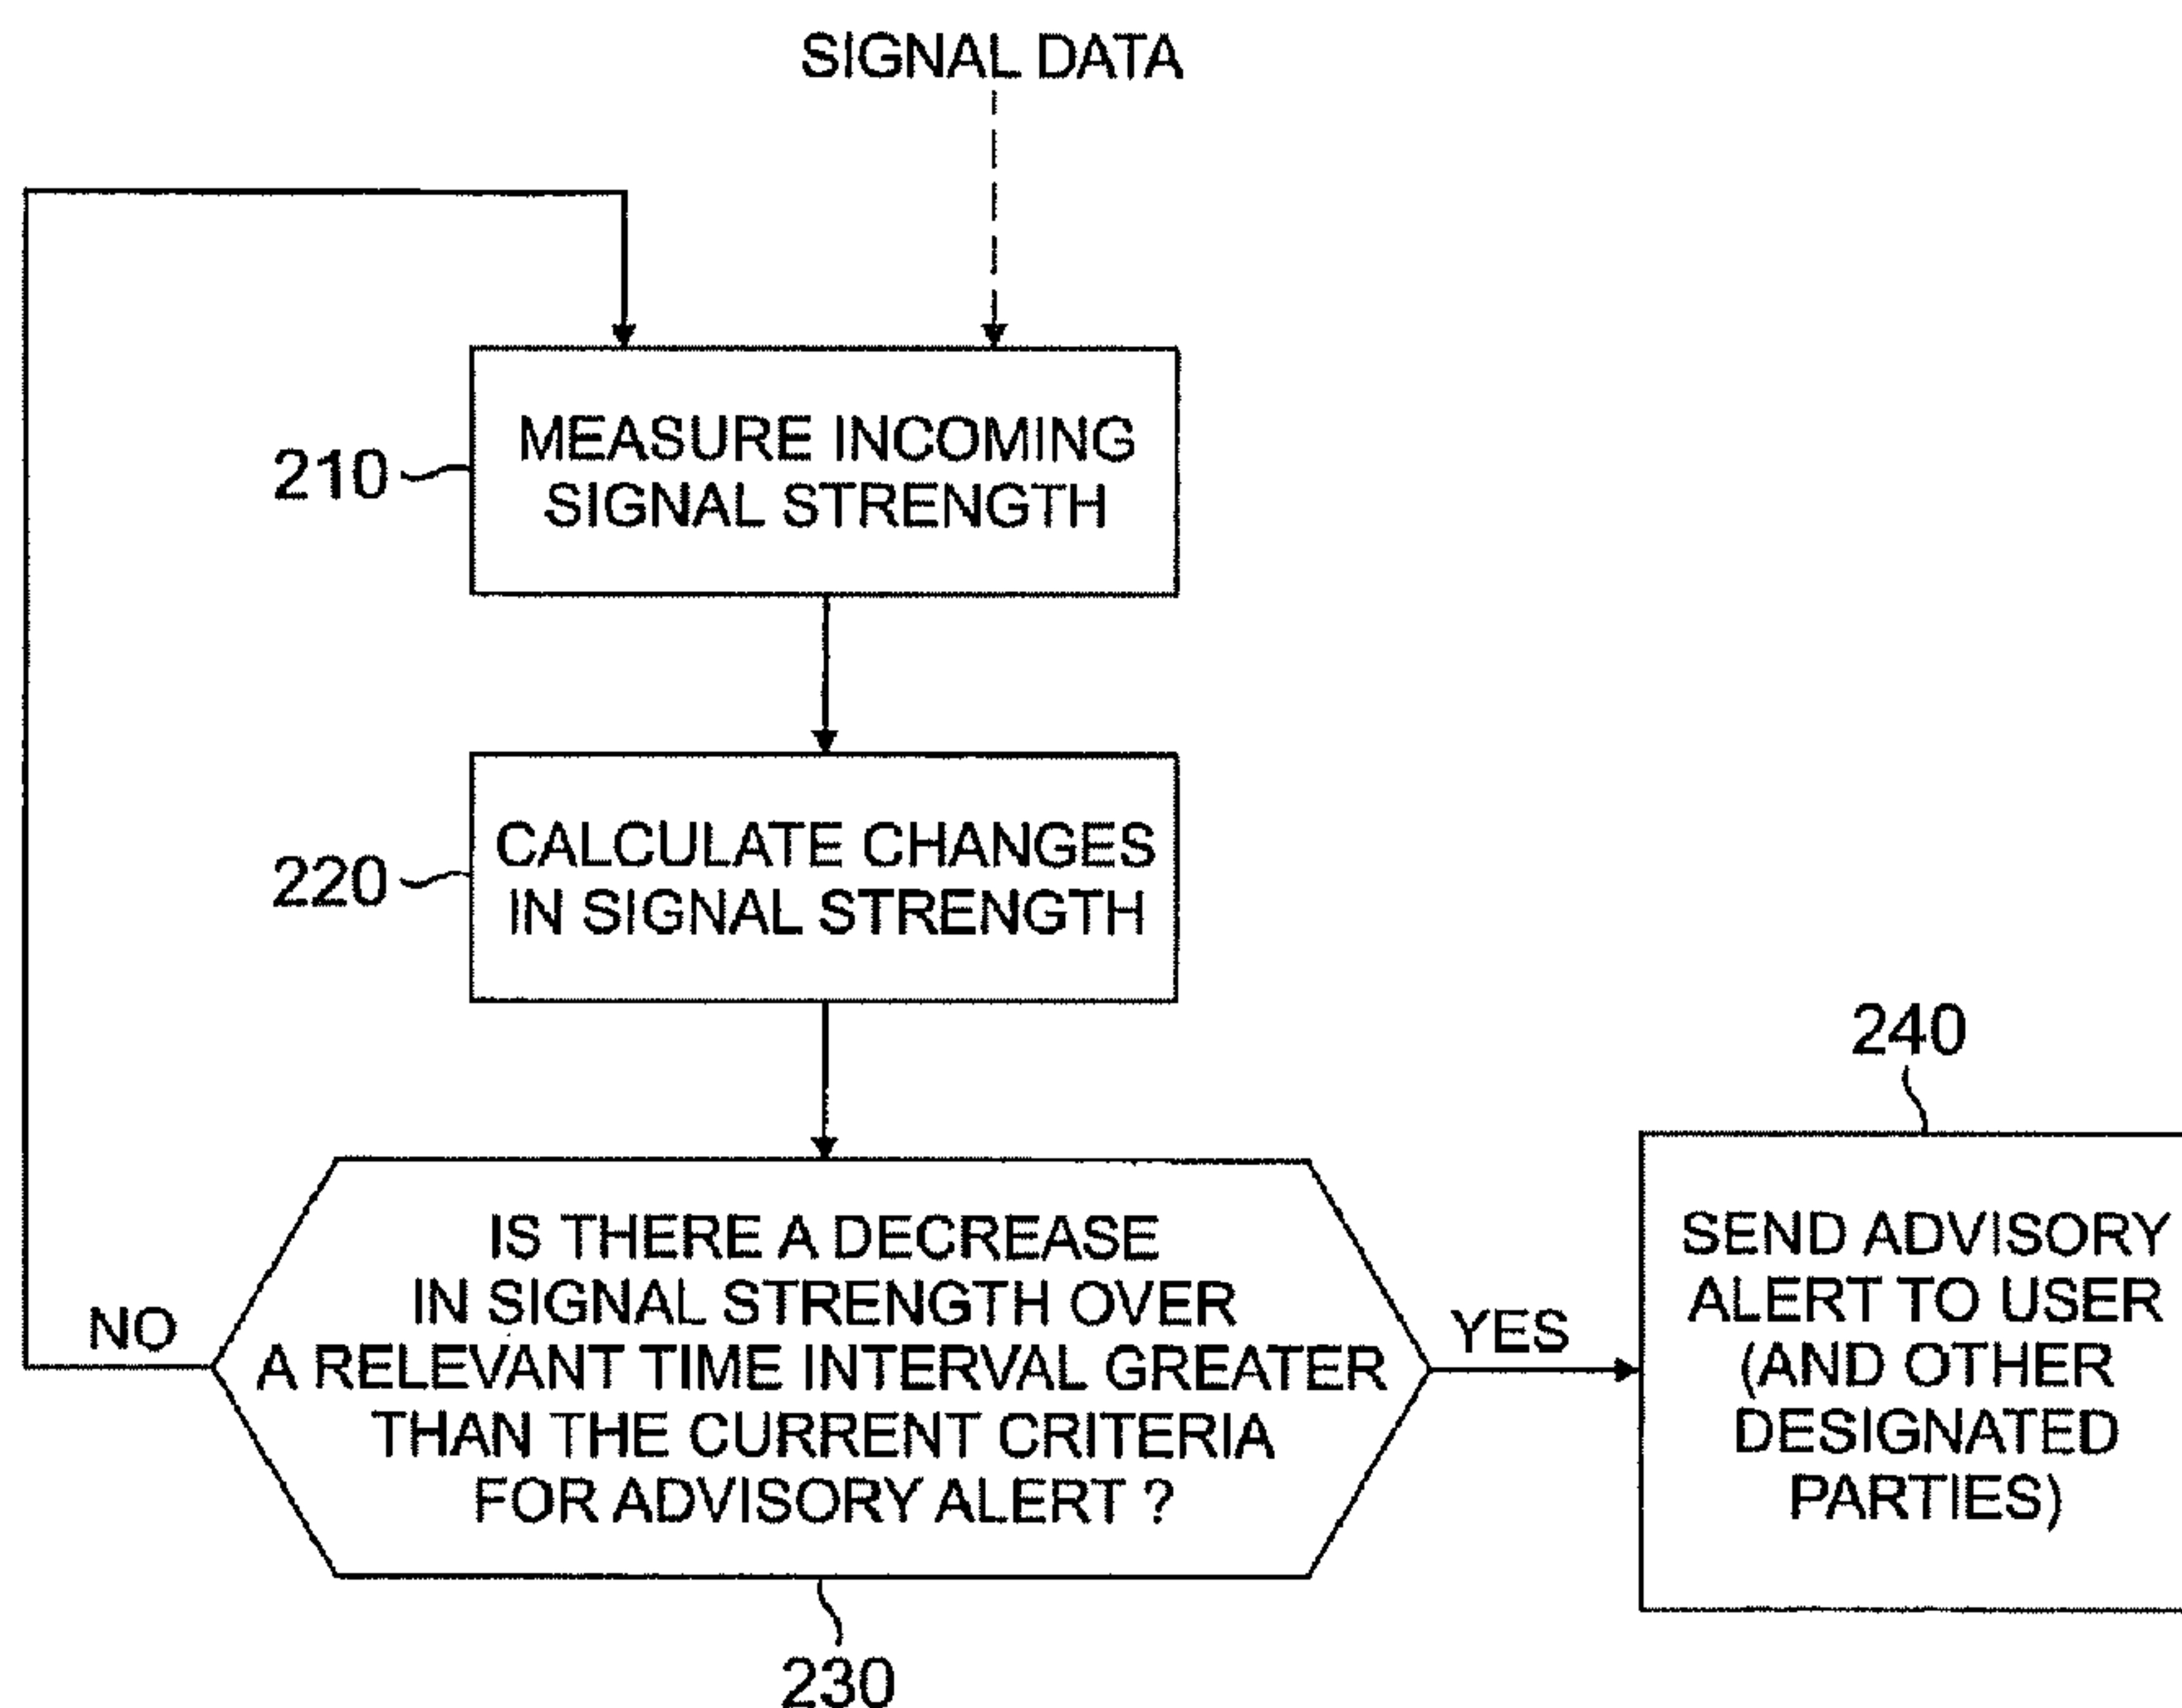 SIGNAL DATA
210
MEASURE INCOMING
SIGNAL STRENGTH
220
CALCULATE CHANGES
IN SIGNAL STRENGTH
NO
IS THERE A DECREASE
IN SIGNAL STRENGTH OVER
A RELEVANT TIME INTERVAL GREATER
THAN THE CURRENT CRITERIA
FOR ADVISORY ALERT ?
230
YES
240
SEND ADVISORY
ALERT TO USER
(AND OTHER
DESIGNATED
PARTIES)